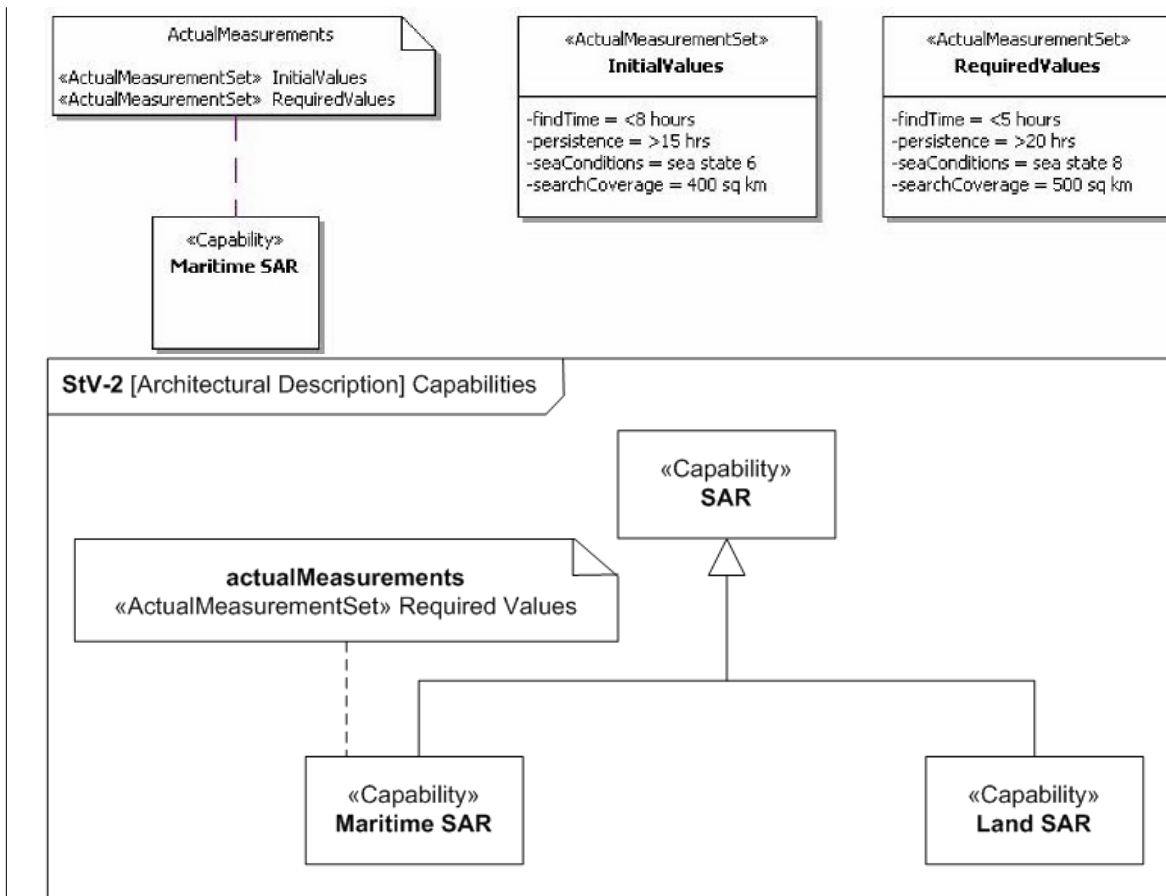 ActualMeasurements
«ActualMeasurementSet» InitialValues
«ActualMeasurementSet» RequiredValues
«Capability»
Maritime SAR
«ActualMeasurementSet»
InitialValues
-findTime = <8 hours
-persistence = >15 hrs
-seaConditions = sea state 6
-searchCoverage = 400 sq km
«ActualMeasurementSet»
RequiredValues
-findTime = <5 hours
-persistence = >20 hrs
-seaConditions = sea state 8
-searchCoverage = 500 sq km
StV-2 [Architectural Description] Capabilities
«Capability»
SAR
actualMeasurements
«ActualMeasurementSet» Required Values
«Capability»
Maritime SAR
«Capability»
Land SAR